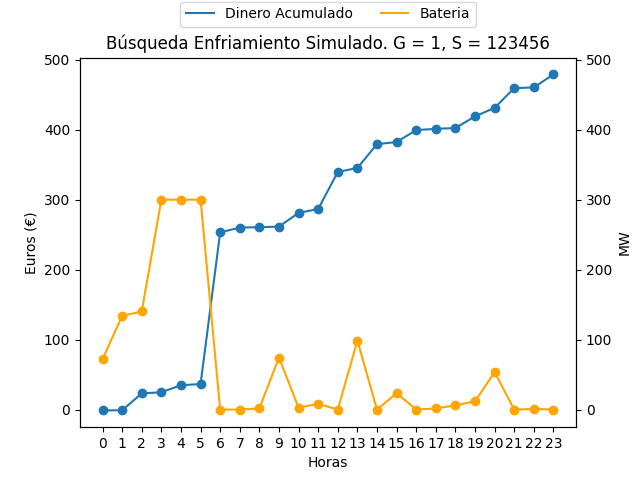 Dinero Acumulado Bateria
Búsqueda Enfriamiento Simulado. G = 1, S = 123456
500 500
400 400
300 300
200 200
100 100
0 0
Euros (€)
MW
0 1 2 3 4 5 6 7 8 9 10 11 12 13 14 15 16 17 18 19 20 21 22 23
Horas